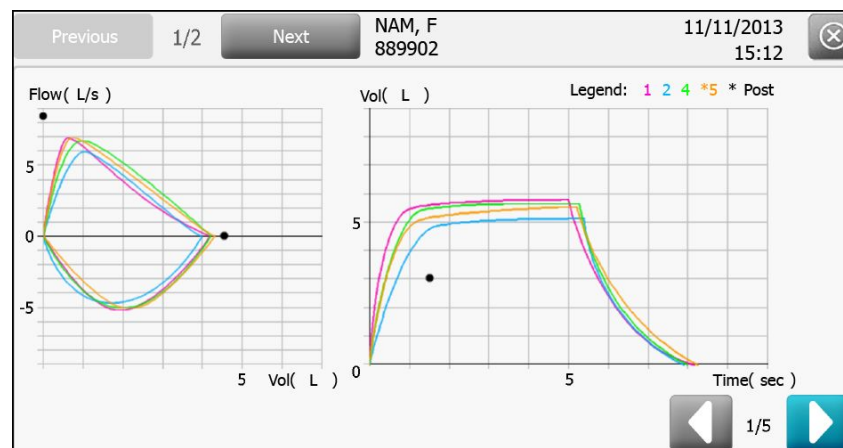 Previous 1/2 Next NAM, F 11/11/2013
889902 15:12
Flow( L/s ) Vol( L ) Legend: 1 2 4 *5 * Post
5 5
0
-5
5 Vol( L ) 0 5 Time( sec )
1/5